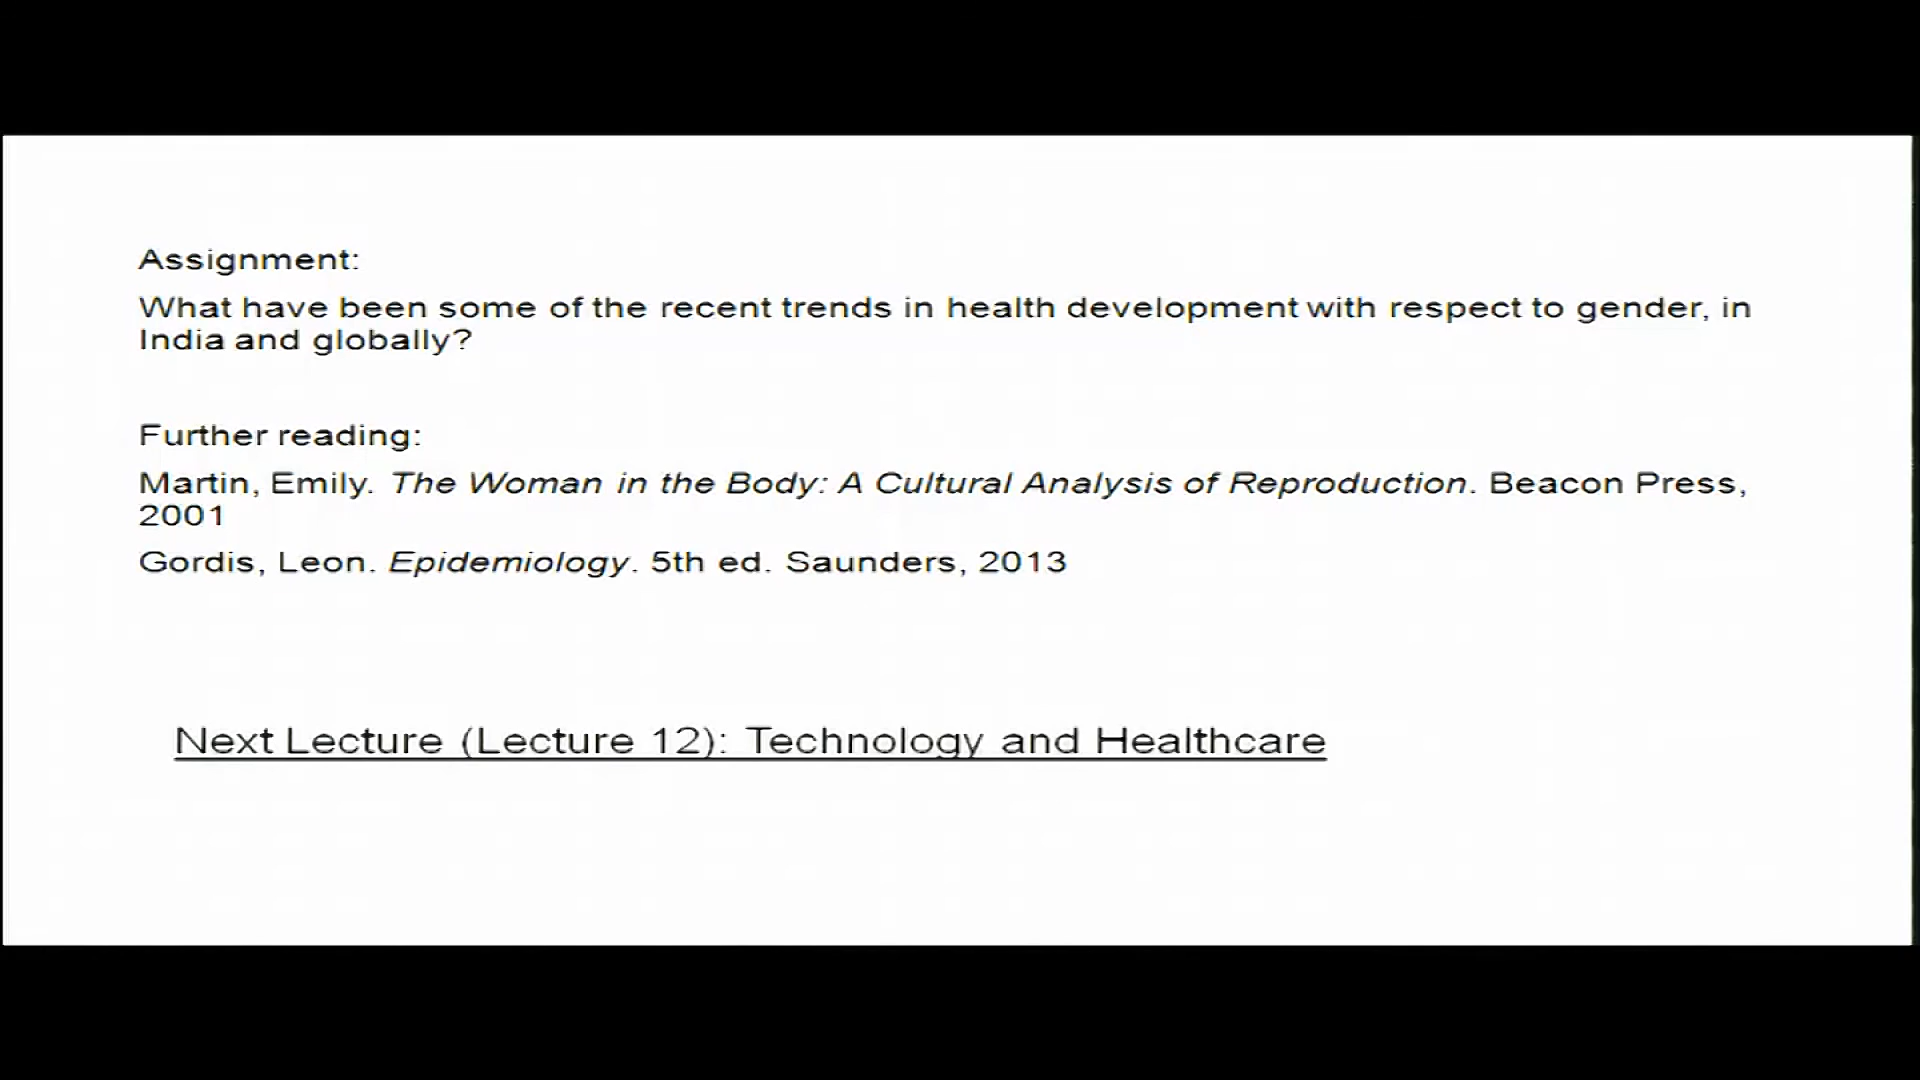 Assignment:
What have been some of the recent trends in health development with respect to gender, in
India and globally?
Further reading:
Martin, Emily. The Woman in the Body: A Cultural Analysis of Reproduction. Beacon Press,
2001
Gordis, Leon. Epidemiology. 5th ed. Saunders, 2013
Next Lecture (Lecture 12): Technology and Healthcare